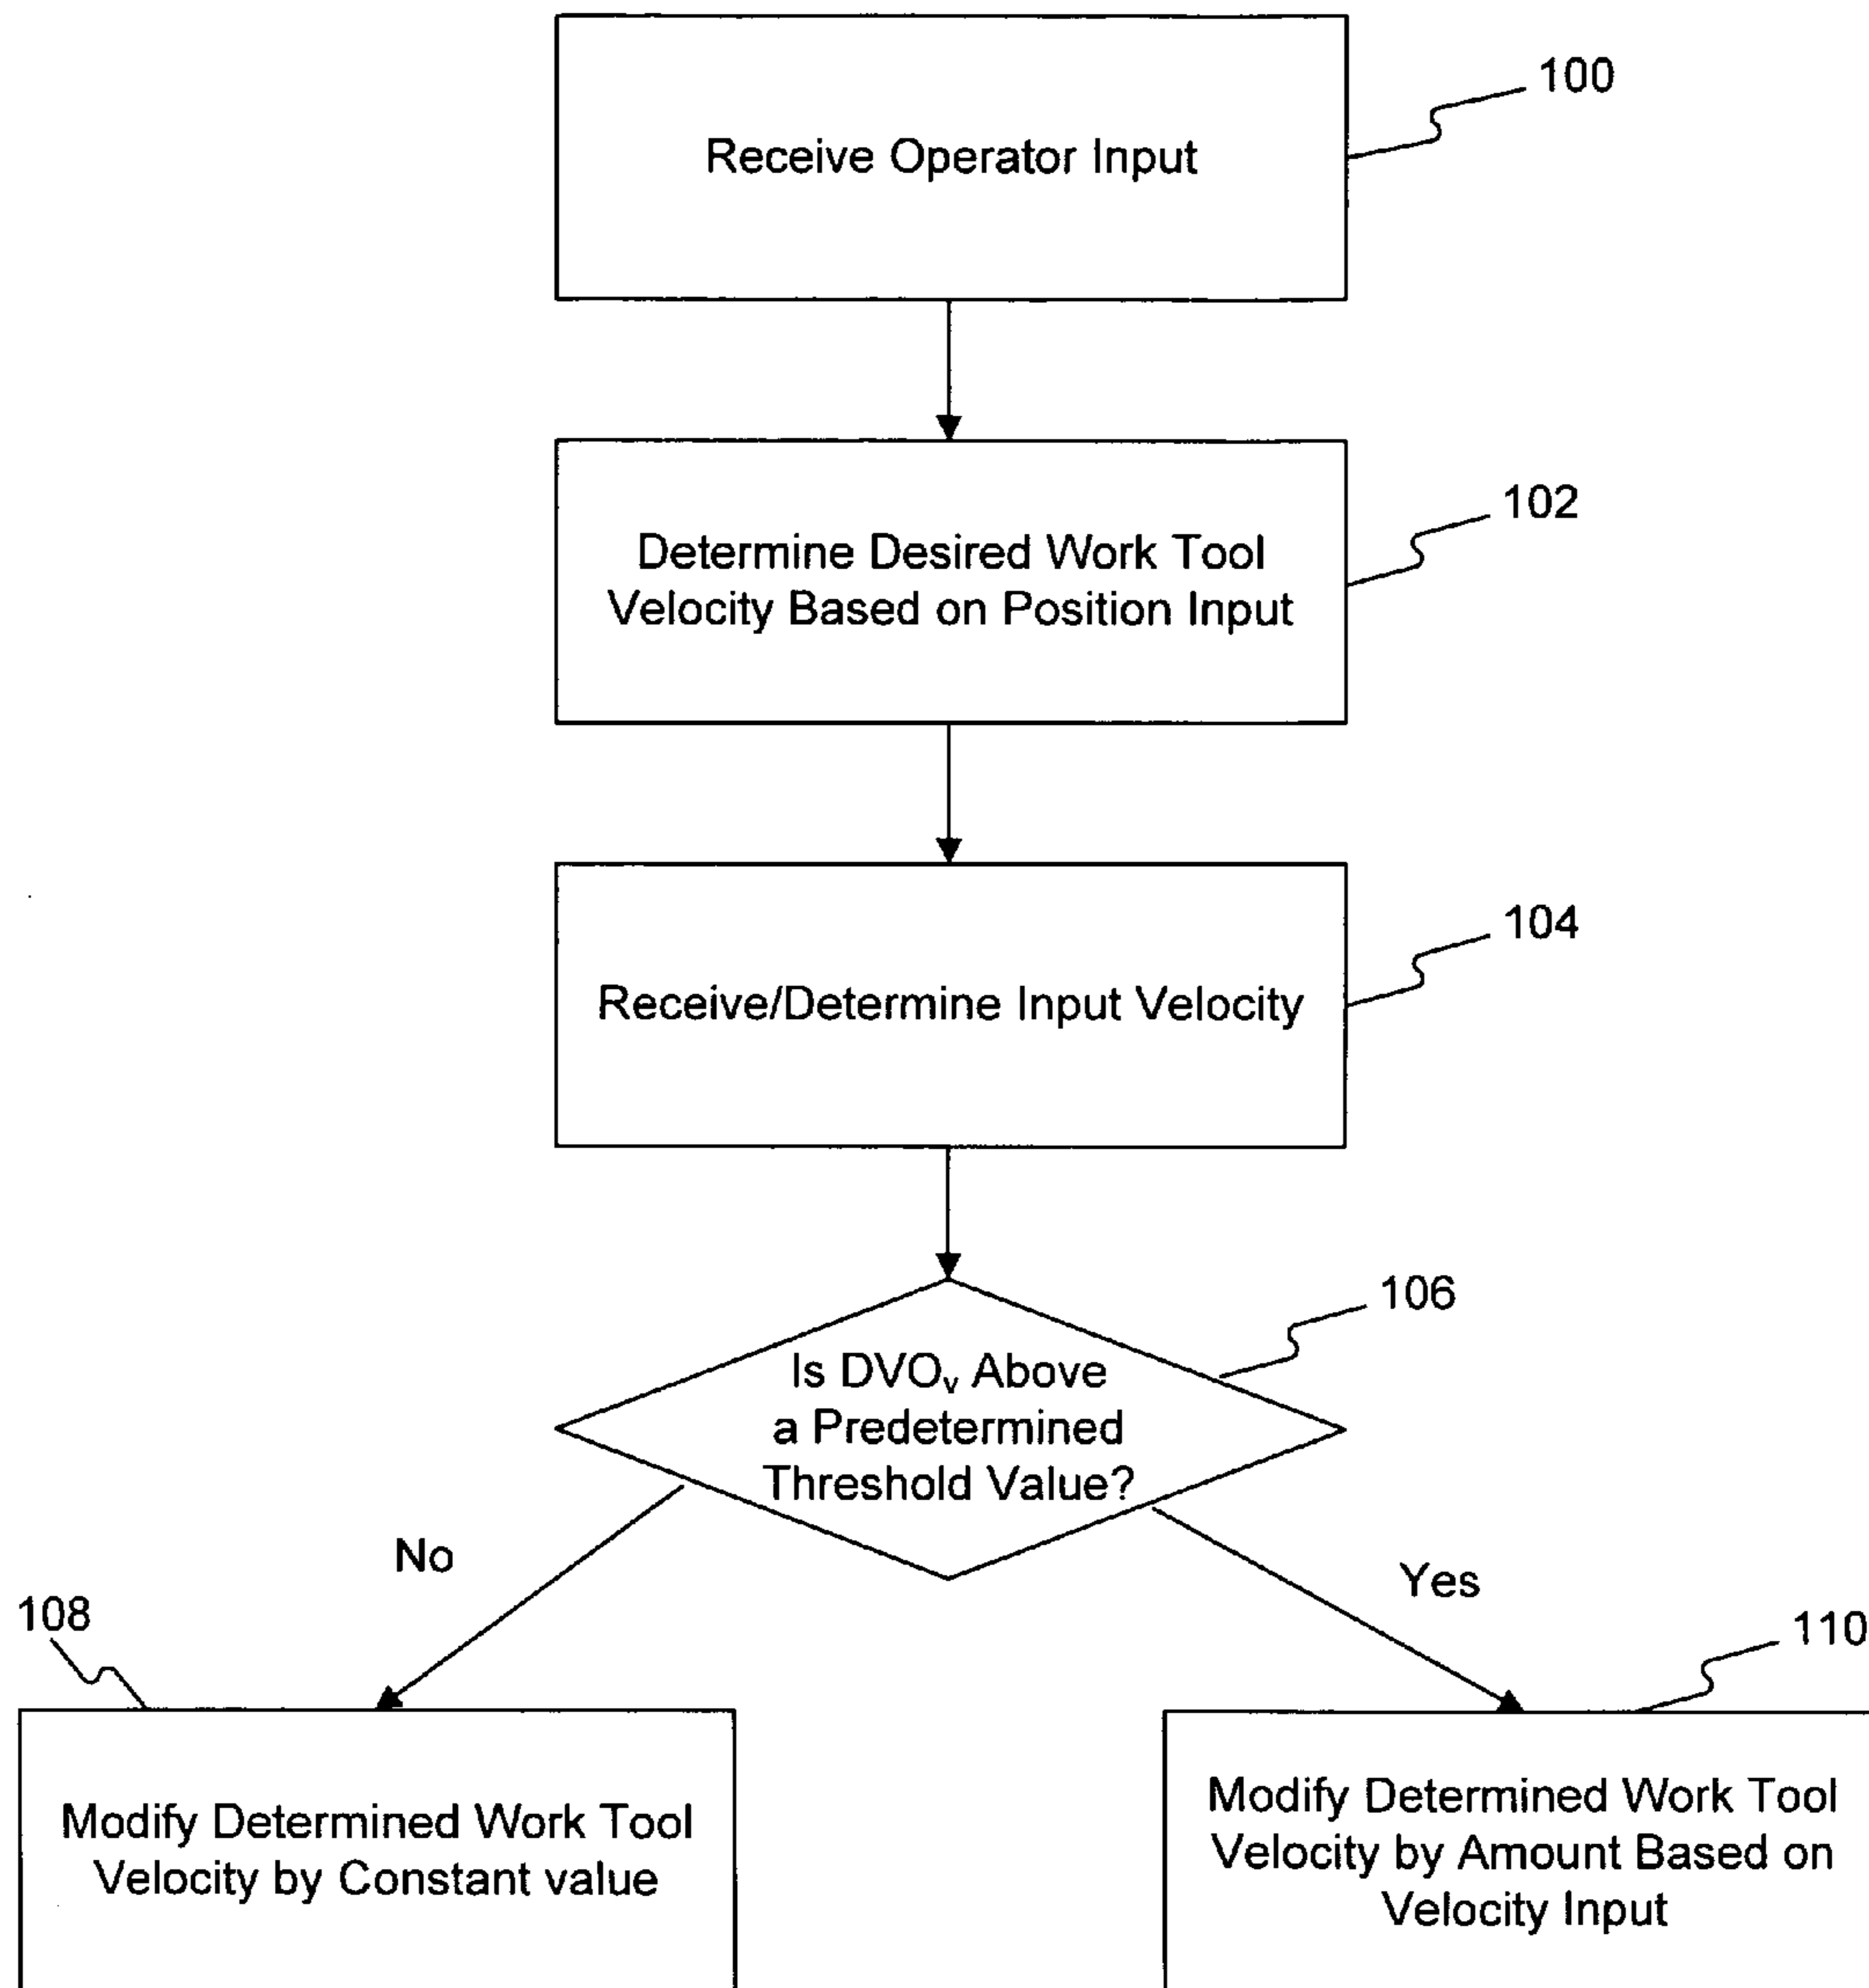 Receive Operator Input
100
Determine Desired Work Tool
Velocity Based on Position Input
102
Receive/Determine Input Velocity
104
Is DVOᵥ Above
a Predetermined
Threshold Value?
106
No
Yes
108
Modify Determined Work Tool
Velocity by Constant value
110
Modify Determined Work Tool
Velocity by Amount Based on
Velocity Input